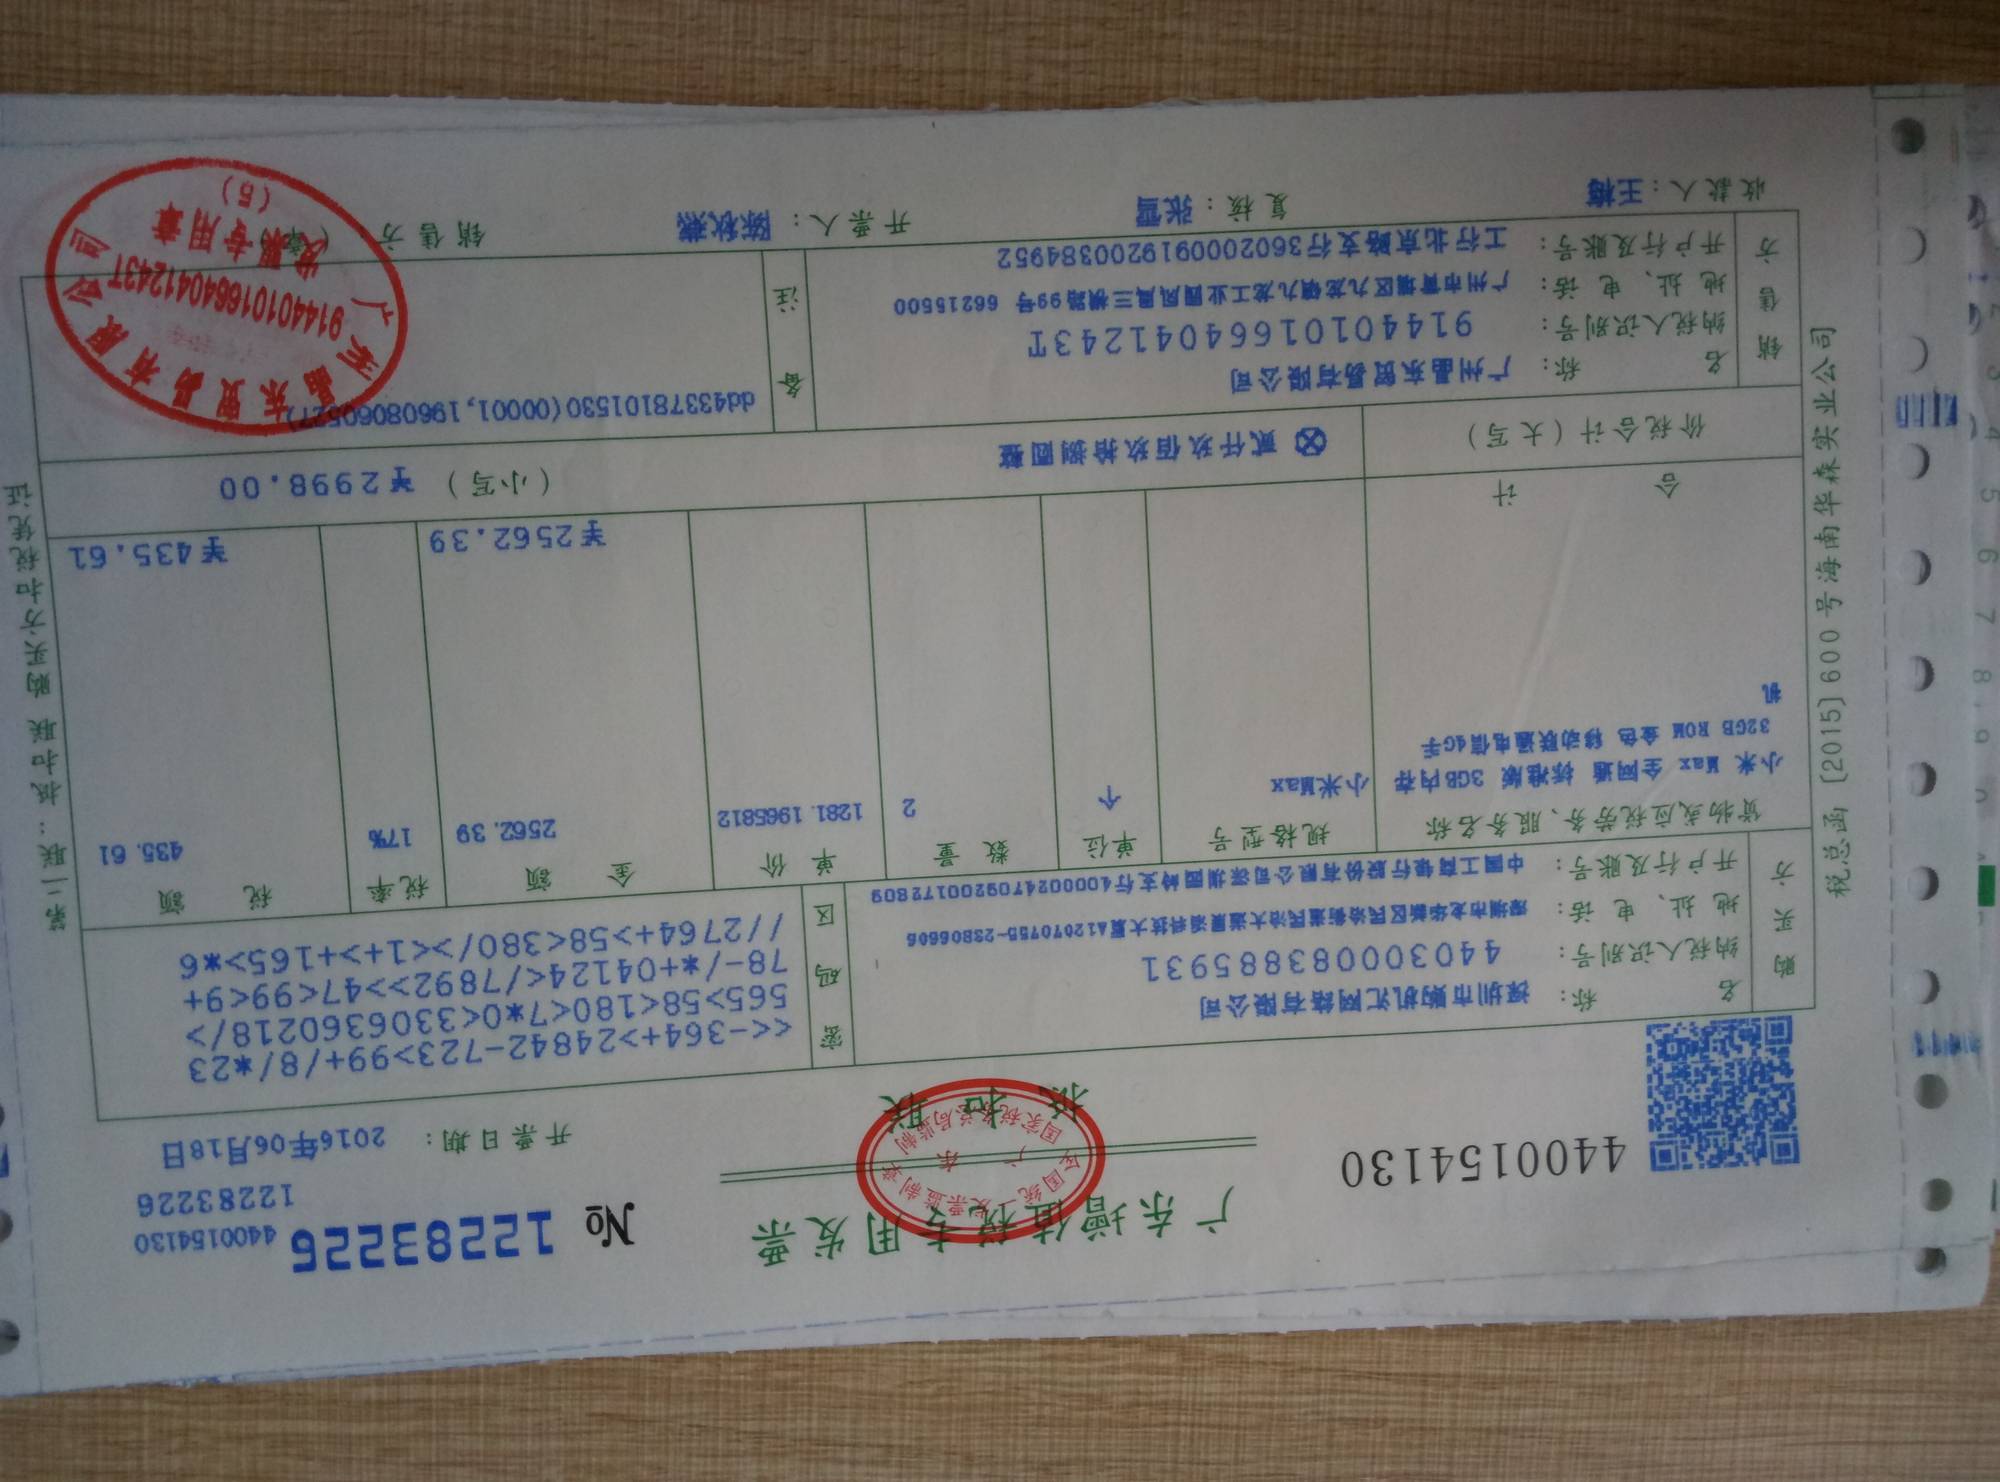 4400154130
广东增值税专用发票
抵扣联
全国统一发票监制章
广东
国家税务总局监制
№ 12283226
4400154130
12283226
开票日期: 2016年06月18日
购买方
名称: 深圳市购机汇网络有限公司
纳税人识别号: 440300083885931
地址、电话: 深圳市龙华新区民治街道民治大道展滔科技大厦A12070755-23806606
开户行及账号: 中国工商银行股份有限公司深圳圆岭支行4000024709200172809
密码区
<<-364+>24842-723>99+/8/*23
565>58<180<7*0<330636021 8/>
78-/*+04124</7892>>47<99<9+
//2764+>58<380/><1+>+165>*6
货物或应税劳务、服务名称 规格型号 单位 数量 单价 金额 税率 税额
小米 Max 全网通 标准版 3GB内存 小米Max 个 2 1281.1965812 2562.39 17% 435.61
32GB ROM 金色 移动联通电信4G手
机
合计 ¥2562.39 ¥435.61
价税合计(大写) ⊗贰仟玖佰玖拾捌圆整 (小写) ¥2998.00
销售方
名称: 广州晶东贸易有限公司
纳税人识别号: 91440101664041243T
地址、电话: 广州市黄埔区九龙镇九龙工业园凤凰三横路99号 66215500
开户行及账号: 工行北京路支行3602000919200384952
备注
dd43378101530(00001,19608060527)
收款人: 王梅 复核: 张雪 开票人: 陈秋燕 销售方: (章)
广州晶东贸易有限公司
91440101664041243T
发票专用章
(5)
税总函〔2015〕600号海南华森实业公司
第二联: 抵扣联 购买方扣税凭证